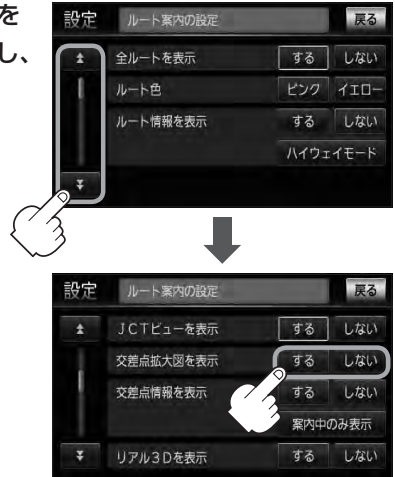 を
し、
設定 ルート案内の設定 戻る
全ルートを表示 する しない
ルート色 ピンク イエロー
ルート情報を表示 する しない
ハイウェイモード
設定 ルート案内の設定 戻る
JCTビューを表示 する しない
交差点拡大図を表示 する しない
交差点情報を表示 する しない
案内中のみ表示
リアル3Dを表示 する しない